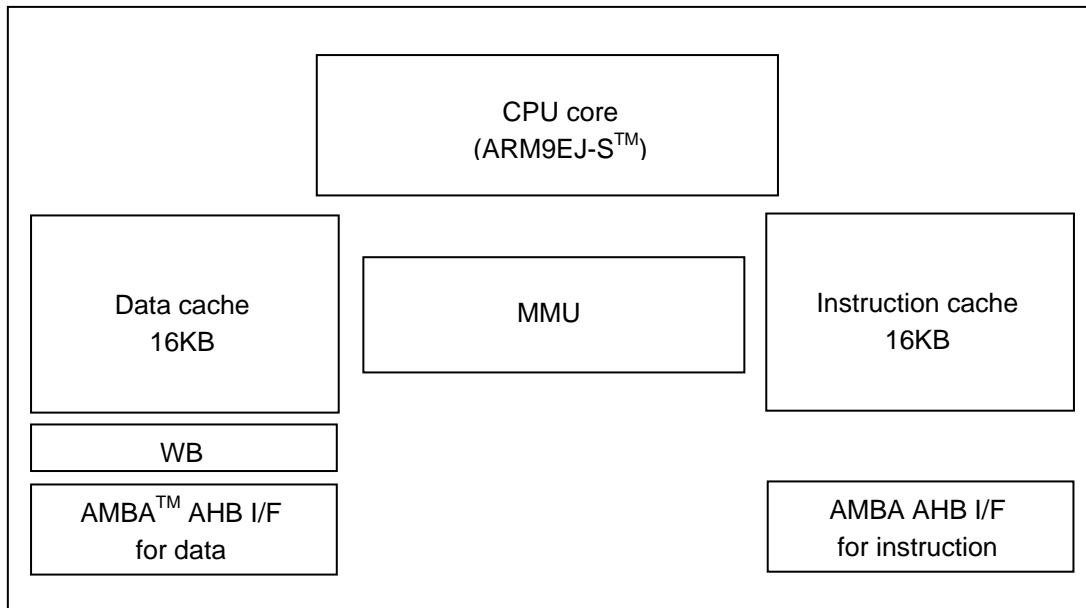 CPU core
(ARM9EJ-S™)
Data cache
16KB
MMU
Instruction cache
16KB
WB
AMBA™ AHB I/F
for data
AMBA AHB I/F
for instruction